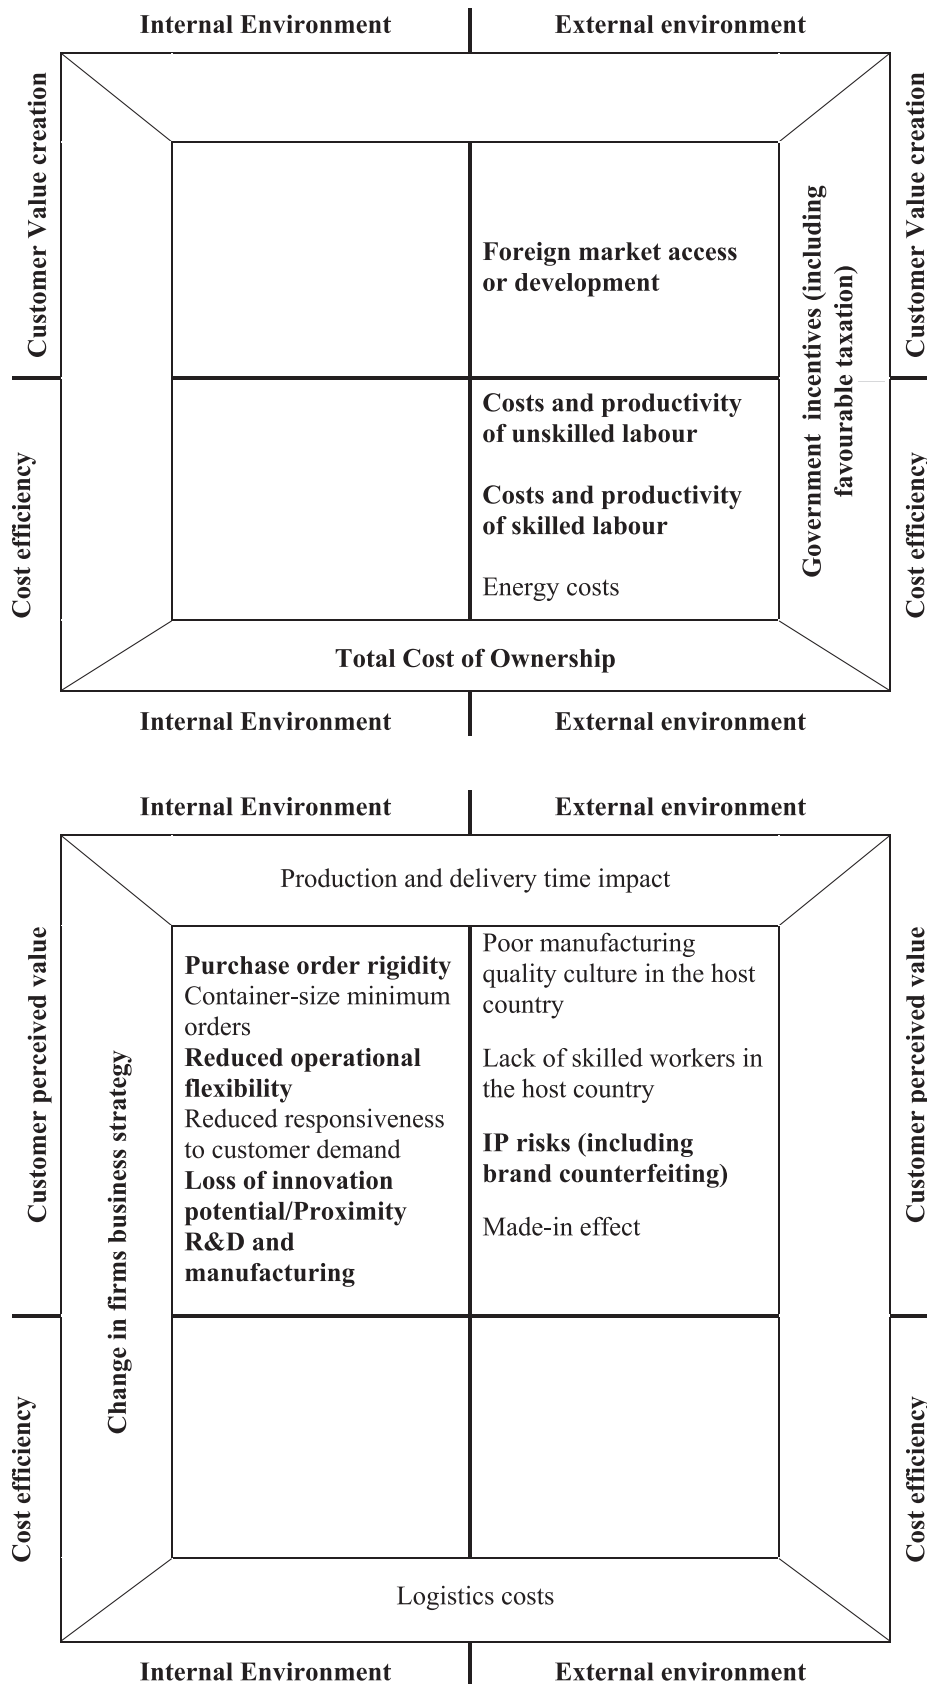 Internal Environment
External environment
Customer Value creation
Cost efficiency
Foreign market access
or development
Costs and productivity
of unskilled labour
Costs and productivity
of skilled labour
Energy costs
Government incentives (including
favourable taxation)
Customer Value creation
Cost efficiency
Total Cost of Ownership
Internal Environment
External environment
Internal Environment
External environment
Production and delivery time impact
Customer perceived value
Cost efficiency
Change in firms business strategy
Purchase order rigidity
Container-size minimum
orders
Reduced operational
flexibility
Reduced responsiveness
to customer demand
Loss of innovation
potential/Proximity
R&D and
manufacturing
Poor manufacturing
quality culture in the host
country
Lack of skilled workers in
the host country
IP risks (including
brand counterfeiting)
Made-in effect
Customer perceived value
Cost efficiency
Logistics costs
Internal Environment
External environment